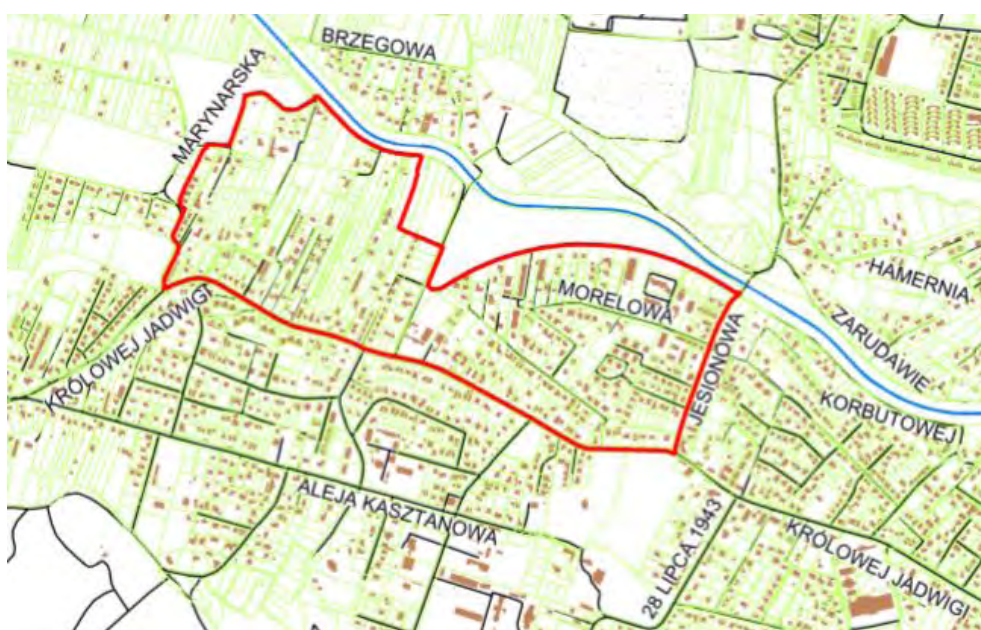 BRZEGOWA
MARYNARSKA
HAMERNIA
MORELOWA
KRÓLOWEJ JADWIGI
ZARUDAWIE
JESIONOWA
KORBUTOWEJ
ALEJA KASZTANOWA
28 LIPCA 1943
KRÓLOWEJ JADWIGI